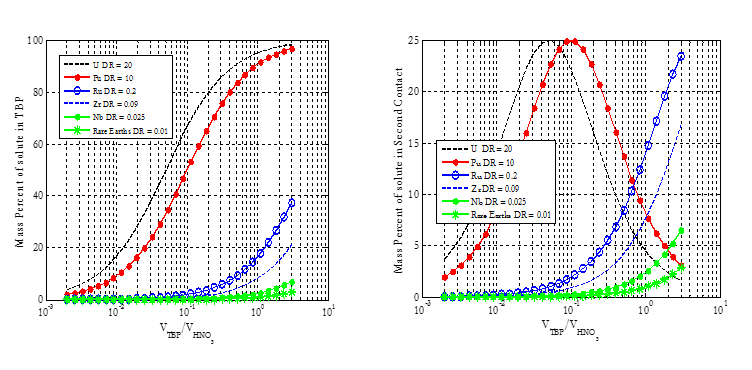 100
80
60
40
20
0
Mass Percent of solute in TBP
U DR = 20
Pu DR = 10
Ru DR = 0.2
Zr DR = 0.09
Nb DR = 0.025
Rare Earths DR = 0.01
10^-3
10^-2
10^-1
10^0
10^1
V_TBP/V_HNO3
25
20
15
10
5
0
Mass Percent of solute in Second Contact
U DR = 20
Pu DR = 10
Ru DR = 0.2
Zr DR = 0.09
Nb DR = 0.025
Rare Earths DR = 0.01
10^-3
10^-2
10^-1
10^0
10^1
V_TBP/V_HNO3